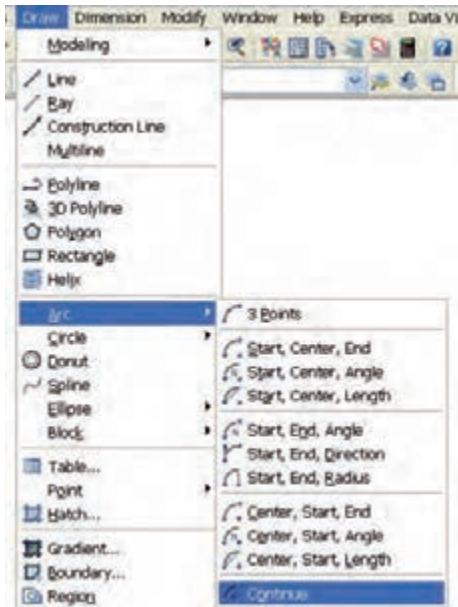 Draw Dimension Modify Window Help Express Data Vi
Modeling
Line
Ray
Construction Line
Multiline
Polyline
3D Polyline
Polygon
Rectangle
Helix
Arc
Circle
Donut
Spline
Ellipse
Block
Table...
Point
Hatch...
Gradient...
Boundary...
Region
3 Points
Start, Center, End
Start, Center, Angle
Start, Center, Length
Start, End, Angle
Start, End, Direction
Start, End, Radius
Center, Start, End
Center, Start, Angle
Center, Start, Length
Continue